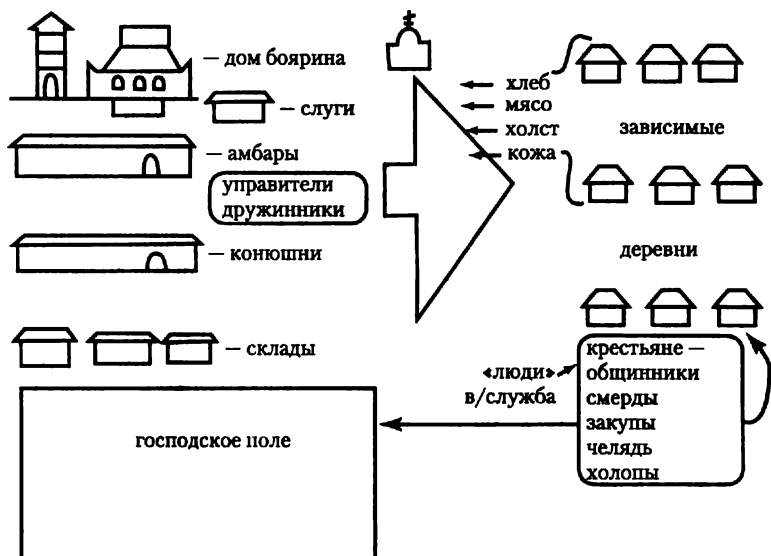 — дом боярина
— слуги
— амбары
управители
дружинники
— конюшни
— склады
господское поле
хлеб
мясо
холст
кожа
зависимые
деревни
«люди»
в/служба
крестьяне —
общинники
смерды
закупы
челядь
холопы